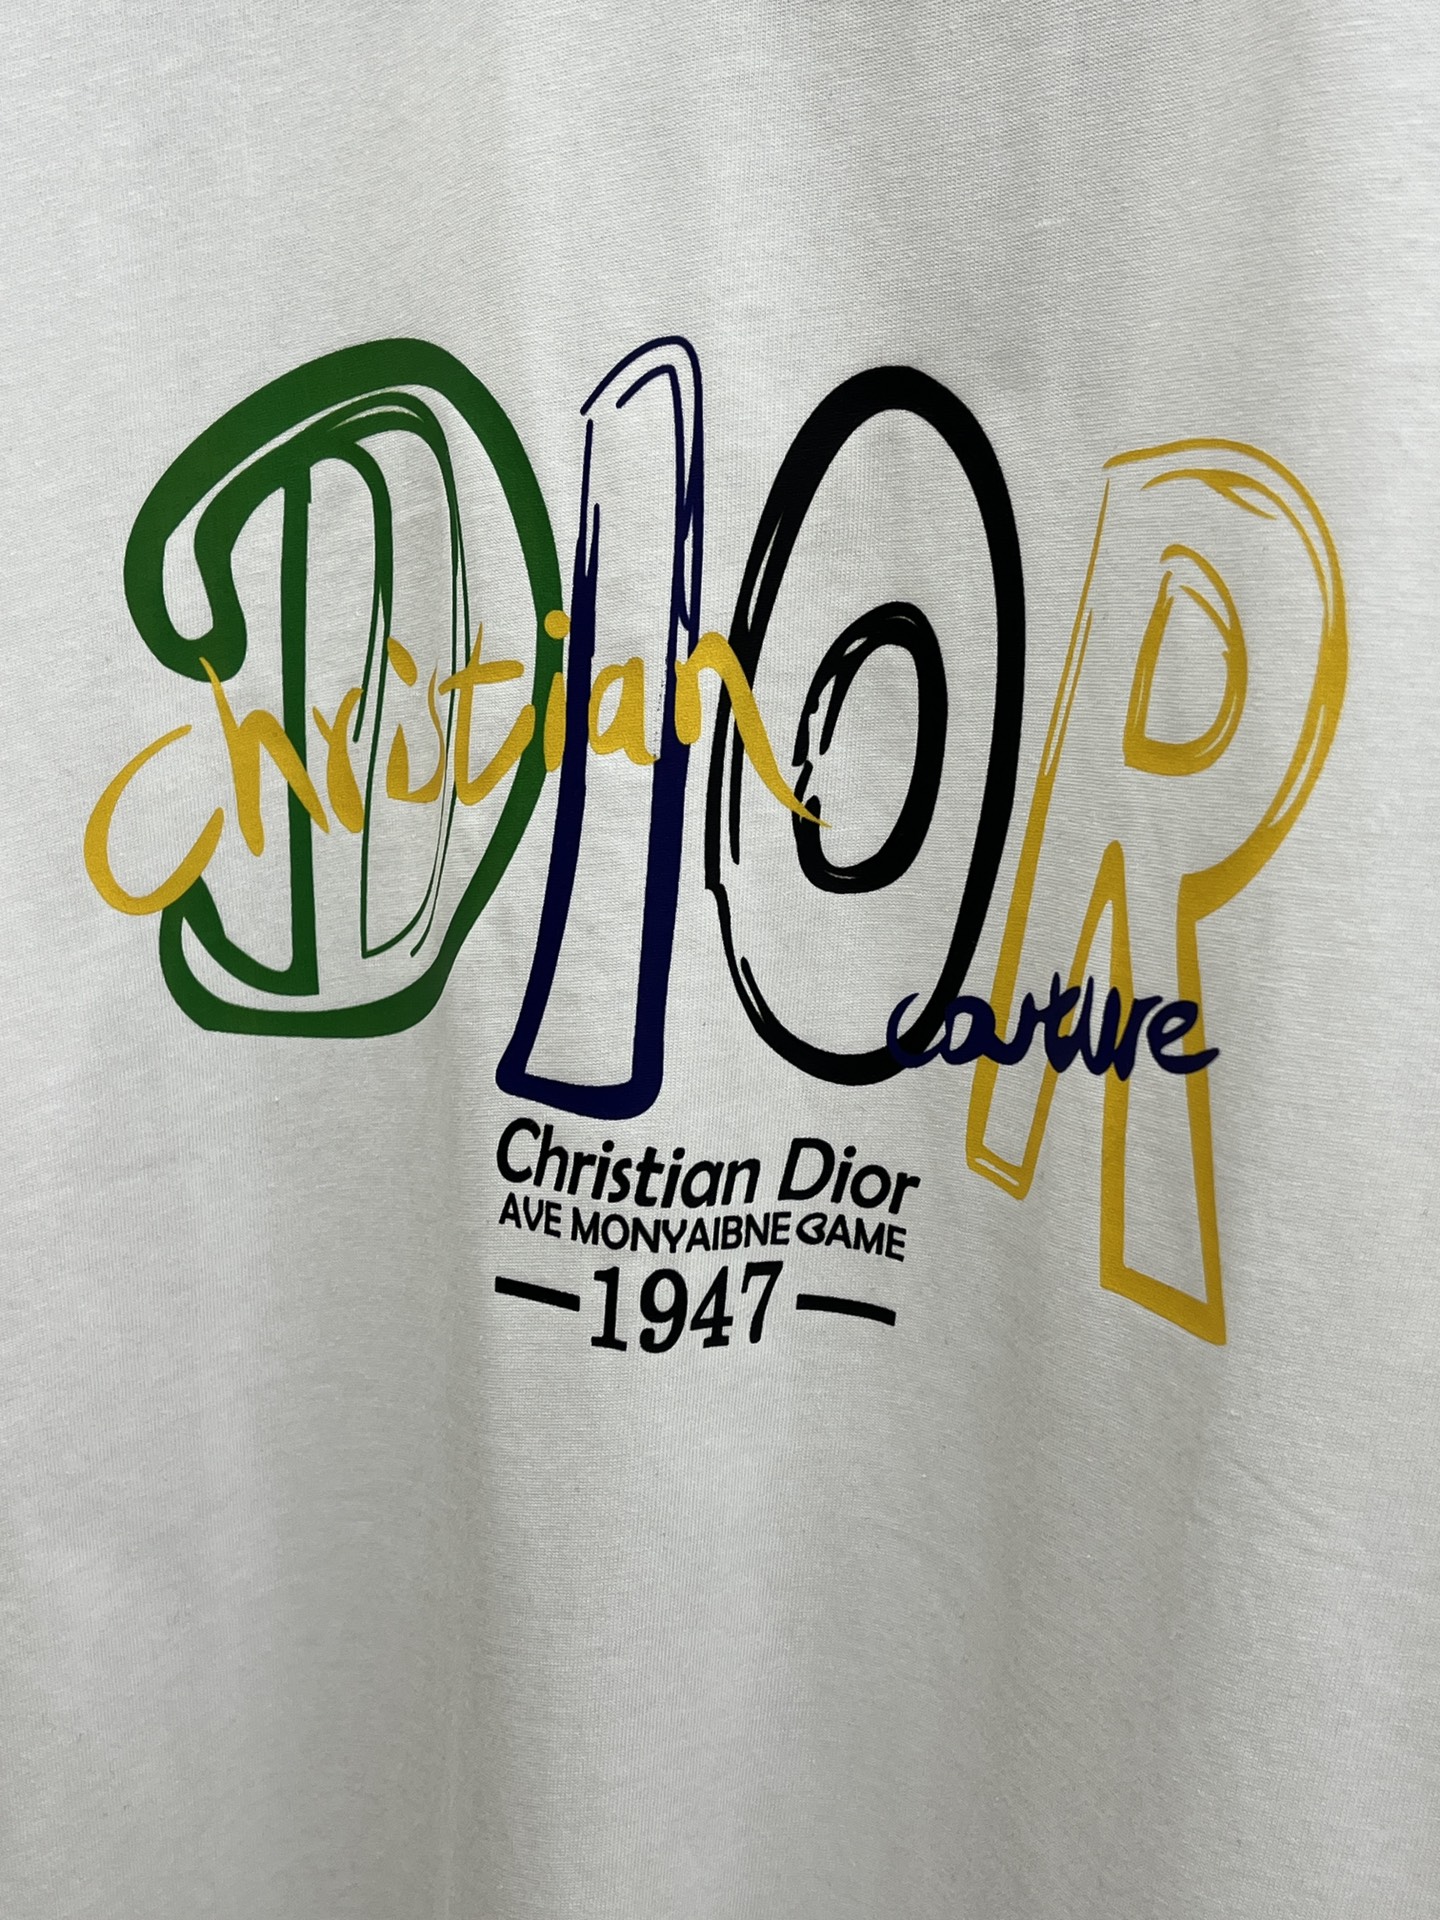 DIOR
Christian
couture
Christian Dior
AVE MONYAIBNE GAME
—1947—